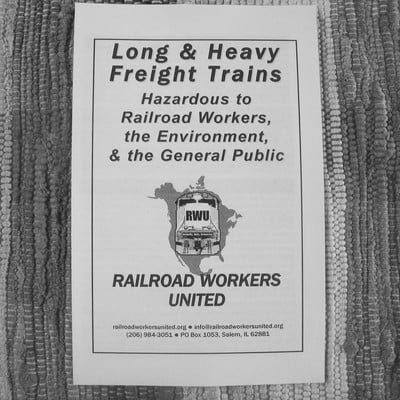 Long & Heavy
Freight Trains
Hazardous to
Railroad Workers,
the Environment,
& the General Public
RWU
RAILROAD WORKERS
UNITED
railroadworkersunited.org ● info@railroadworkersunited.org
(206) 984-3051 ● PO Box 1053, Salem, IL 62881